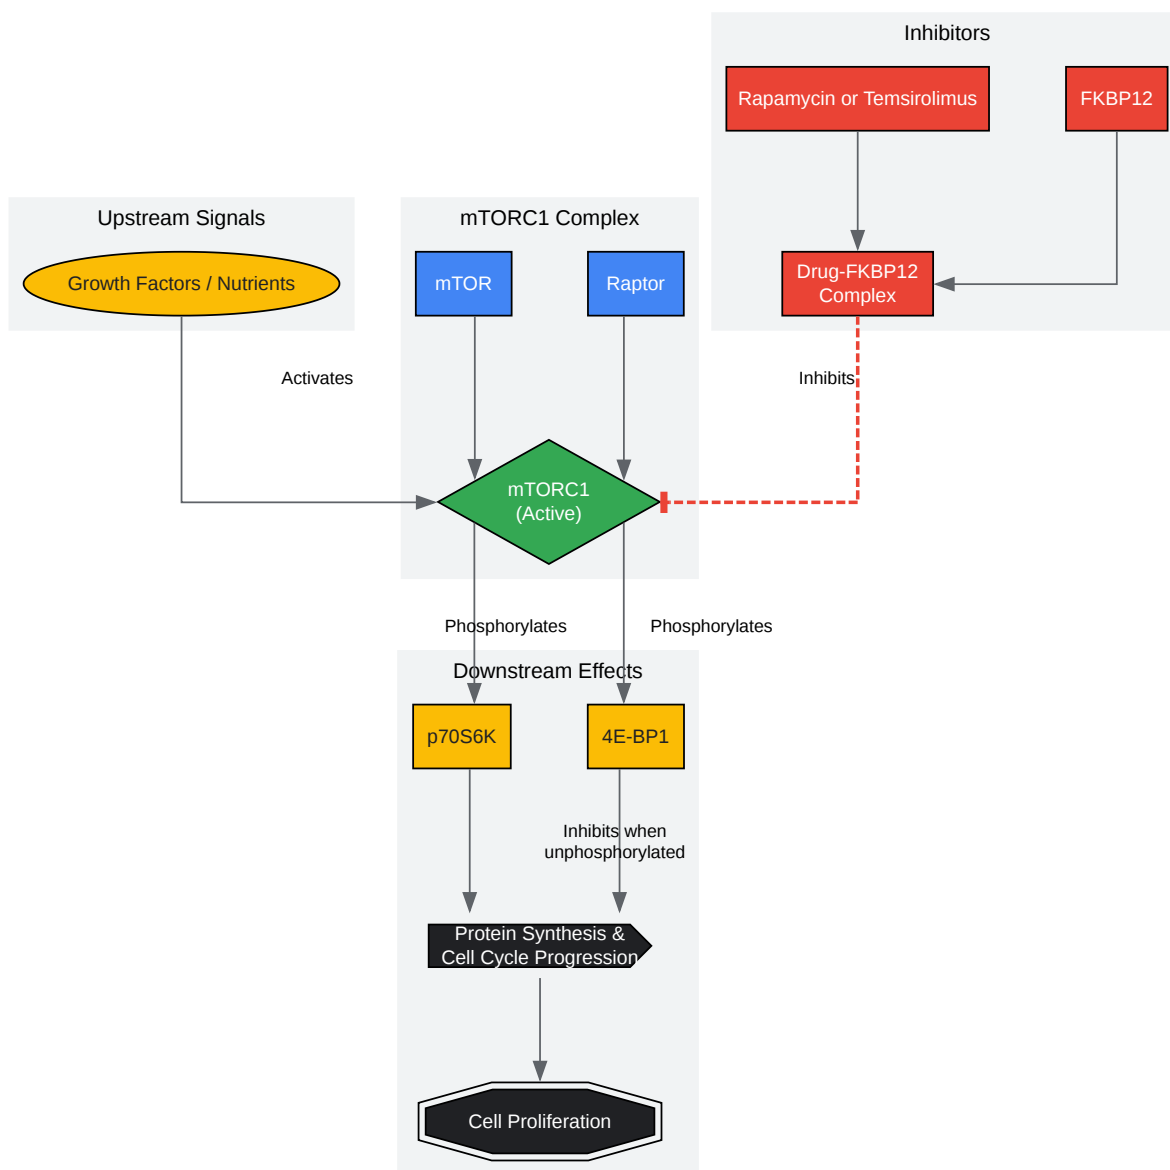 Inhibitors
Rapamycin or Temsirolimus
FKBP12
Upstream Signals
mTORC1 Complex
Growth Factors / Nutrients
mTOR
Raptor
Drug-FKBP12
Complex
Activates
Inhibits
mTORC1
(Active)
Phosphorylates
Phosphorylates
Downstream Effects
p70S6K
4E-BP1
Inhibits when
unphosphorylated
Protein Synthesis &
Cell Cycle Progression
Cell Proliferation